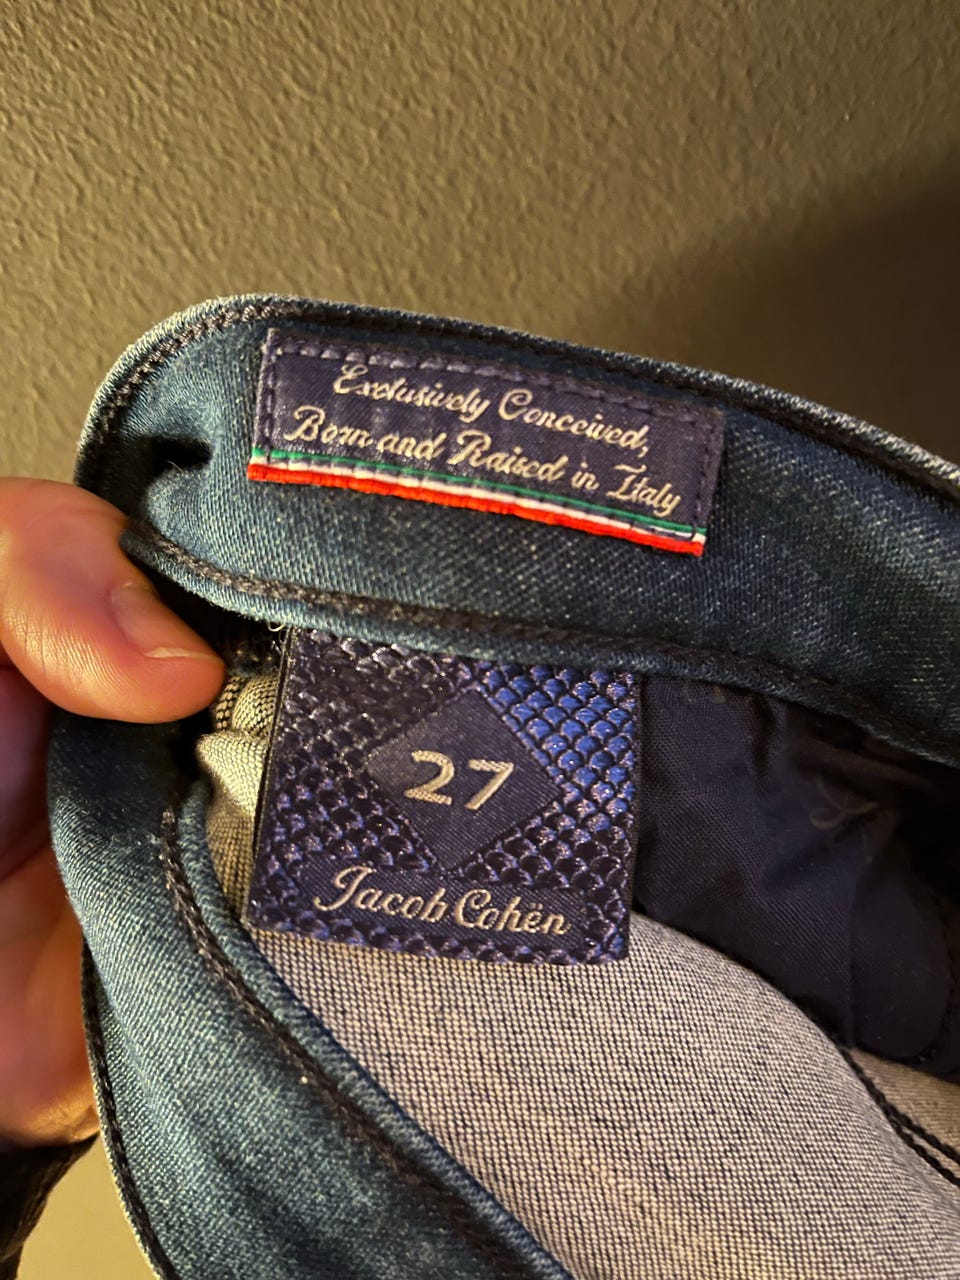 Exclusively Conceived,
Born and Raised in Italy
27
Jacob Cohën